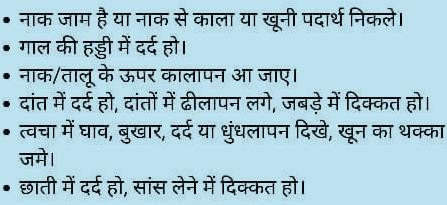 • नाक जाम है या नाक से काला या खूनी पदार्थ निकले।
• गाल की हड्डी में दर्द हो।
• नाक/तालू के ऊपर कालापन आ जाए।
• दांत में दर्द हो, दांतों में ढीलापन लगे, जबड़े में दिक्कत हो।
• त्वचा में घाव, बुखार, दर्द या धुंधलापन दिखे, खून का थक्का
जमे।
• छाती में दर्द हो, सांस लेने में दिक्कत हो।